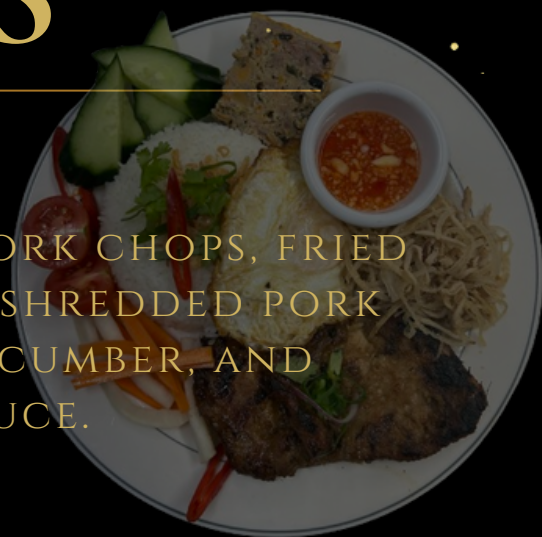 S
ORK CHOPS, FRIED
SHREDDED PORK
CUMBER, AND
UCE.